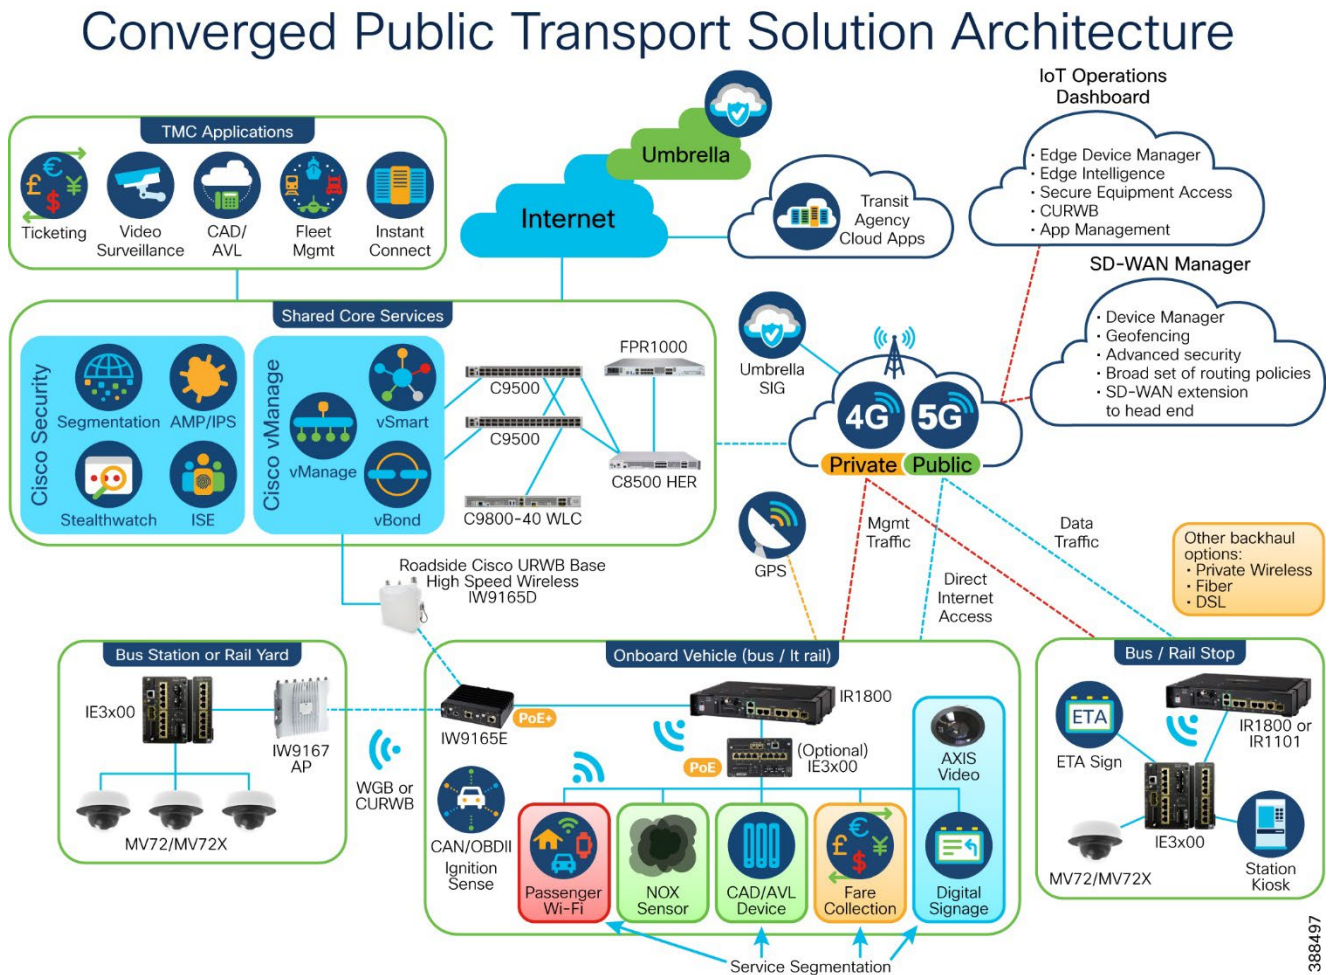 Converged Public Transport Solution Architecture
TMC Applications
Ticketing
Video
Surveillance
CAD/
AVL
Fleet
Mgmt
Instant
Connect
Internet
Umbrella
Transit
Agency
Cloud Apps
IoT Operations
Dashboard
· Edge Device Manager
· Edge Intelligence
· Secure Equipment Access
· CURWB
· App Management
SD-WAN Manager
· Device Manager
· Geofencing
· Advanced security
· Broad set of routing policies
· SD-WAN extension
to head end
Shared Core Services
Cisco Security
Segmentation
AMP/IPS
Stealthwatch
ISE
Cisco vManage
vManage
vSmart
vBond
C9500
C9500
C9800-40 WLC
FPR1000
C8500 HER
Umbrella
SIG
4G
5G
Private
Public
GPS
Mgmt
Traffic
Direct
Internet
Access
Data
Traffic
Other backhaul
options:
• Private Wireless
• Fiber
• DSL
Roadside Cisco URWB Base
High Speed Wireless
IW9165D
Bus Station or Rail Yard
IE3x00
IW9167
AP
MV72/MV72X
WGB or
CURWB
Onboard Vehicle (bus / lt rail)
IW9165E
PoE+
IR1800
(Optional)
IE3x00
PoE
AXIS
Video
CAN/OBDII
Ignition
Sense
Passenger
Wi-Fi
NOX
Sensor
CAD/AVL
Device
Fare
Collection
Digital
Signage
Service Segmentation
Bus / Rail Stop
ETA
ETA Sign
IR1800 or
IR1101
IE3x00
MV72/MV72X
Station
Kiosk
388497